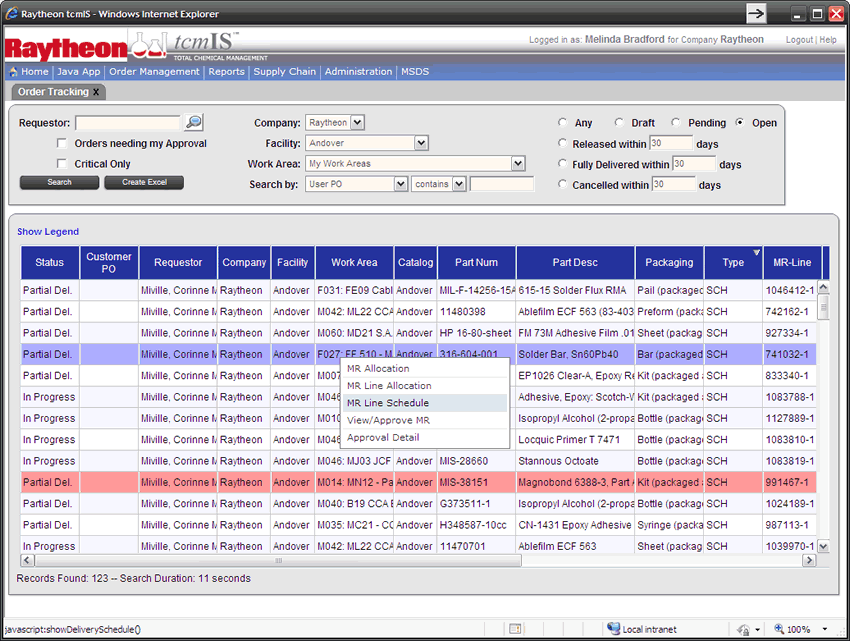 Raytheon tcmIS - Windows Internet Explorer
Raytheon tcmIS™
TOTAL CHEMICAL MANAGEMENT
Logged in as: Melinda Bradford for Company Raytheon Logout | Help
Home | Java App | Order Management | Reports | Supply Chain | Administration | MSDS
Order Tracking x
Requestor: Company: Raytheon Any Draft Pending Open
Orders needing my Approval Facility: Andover Released within 30 days
Critical Only Work Area: My Work Areas Fully Delivered within 30 days
Search Create Excel Search by: User PO contains Cancelled within 30 days
Show Legend
Status Customer PO Requestor Company Facility Work Area Catalog Part Num Part Desc Packaging Type MR-Line
Partial Del. Miville, Corinne M Raytheon Andover F031: FE09 Cabl Andover MIL-F-14256-15A 615-15 Solder Flux RMA Pail (packaged SCH 1046412-1
Partial Del. Miville, Corinne M Raytheon Andover M042: ML22 CCA Andover 11480398 Ablefilm ECF 563 (83-403 Preform (packa SCH 742162-1
Partial Del. Miville, Corinne M Raytheon Andover M060: MD21 S.A. Andover HP 16-80-sheet FM 73M Adhesive Film .01 Sheet (packag SCH 927334-1
Partial Del. Miville, Corinne M Raytheon Andover F027: FF 510 - M Andover 316-604-001 Solder Bar, Sn60Pb40 Bar (packaged SCH 741032-1
Partial Del. Miville, Corinne M Raytheon Andover M007 EP1026 Clear-A, Epoxy Re Kit (packaged a SCH 875438-1
In Progress Miville, Corinne M Raytheon Andover M046 Adhesive, Epoxy: Scotch-W Kit (packaged a SCH 1083788-1
In Progress Miville, Corinne M Raytheon Andover M010 Isopropyl Alcohol (2-propa Bottle (packag SCH 1127889-1
In Progress Miville, Corinne M Raytheon Andover M046 Locquic Primer T 7471 Bottle (packag SCH 1083810-1
In Progress Miville, Corinne M Raytheon Andover M046: MJ03 JCF Andover MIS-28660 Stannous Octoate Bottle (packag SCH 1083819-1
Partial Del. Miville, Corinne M Raytheon Andover M014: MN12 - Pa Andover MIS-38151 Magnobond 6388-3, Part A Kit (packaged a SCH 991467-1
Partial Del. Miville, Corinne M Raytheon Andover M040: B19 CCA E Andover G373511-1 Isopropyl Alcohol (2-propa Bottle (packag SCH 1024189-1
Partial Del. Miville, Corinne M Raytheon Andover M035: MC21 - CC Andover H348587-10cc CN-1431 Epoxy Adhesive Syringe (packa SCH 987113-1
In Progress Miville, Corinne M Raytheon Andover M042: ML22 CCA Andover 11470701 Ablefilm ECF 563 Sheet (packag SCH 1039970-1
MR Allocation
MR Line Allocation
MR Line Schedule
View/Approve MR
Approval Detail
Records Found: 123 -- Search Duration: 11 seconds
javascript:showDeliverySchedule() Local intranet 100%